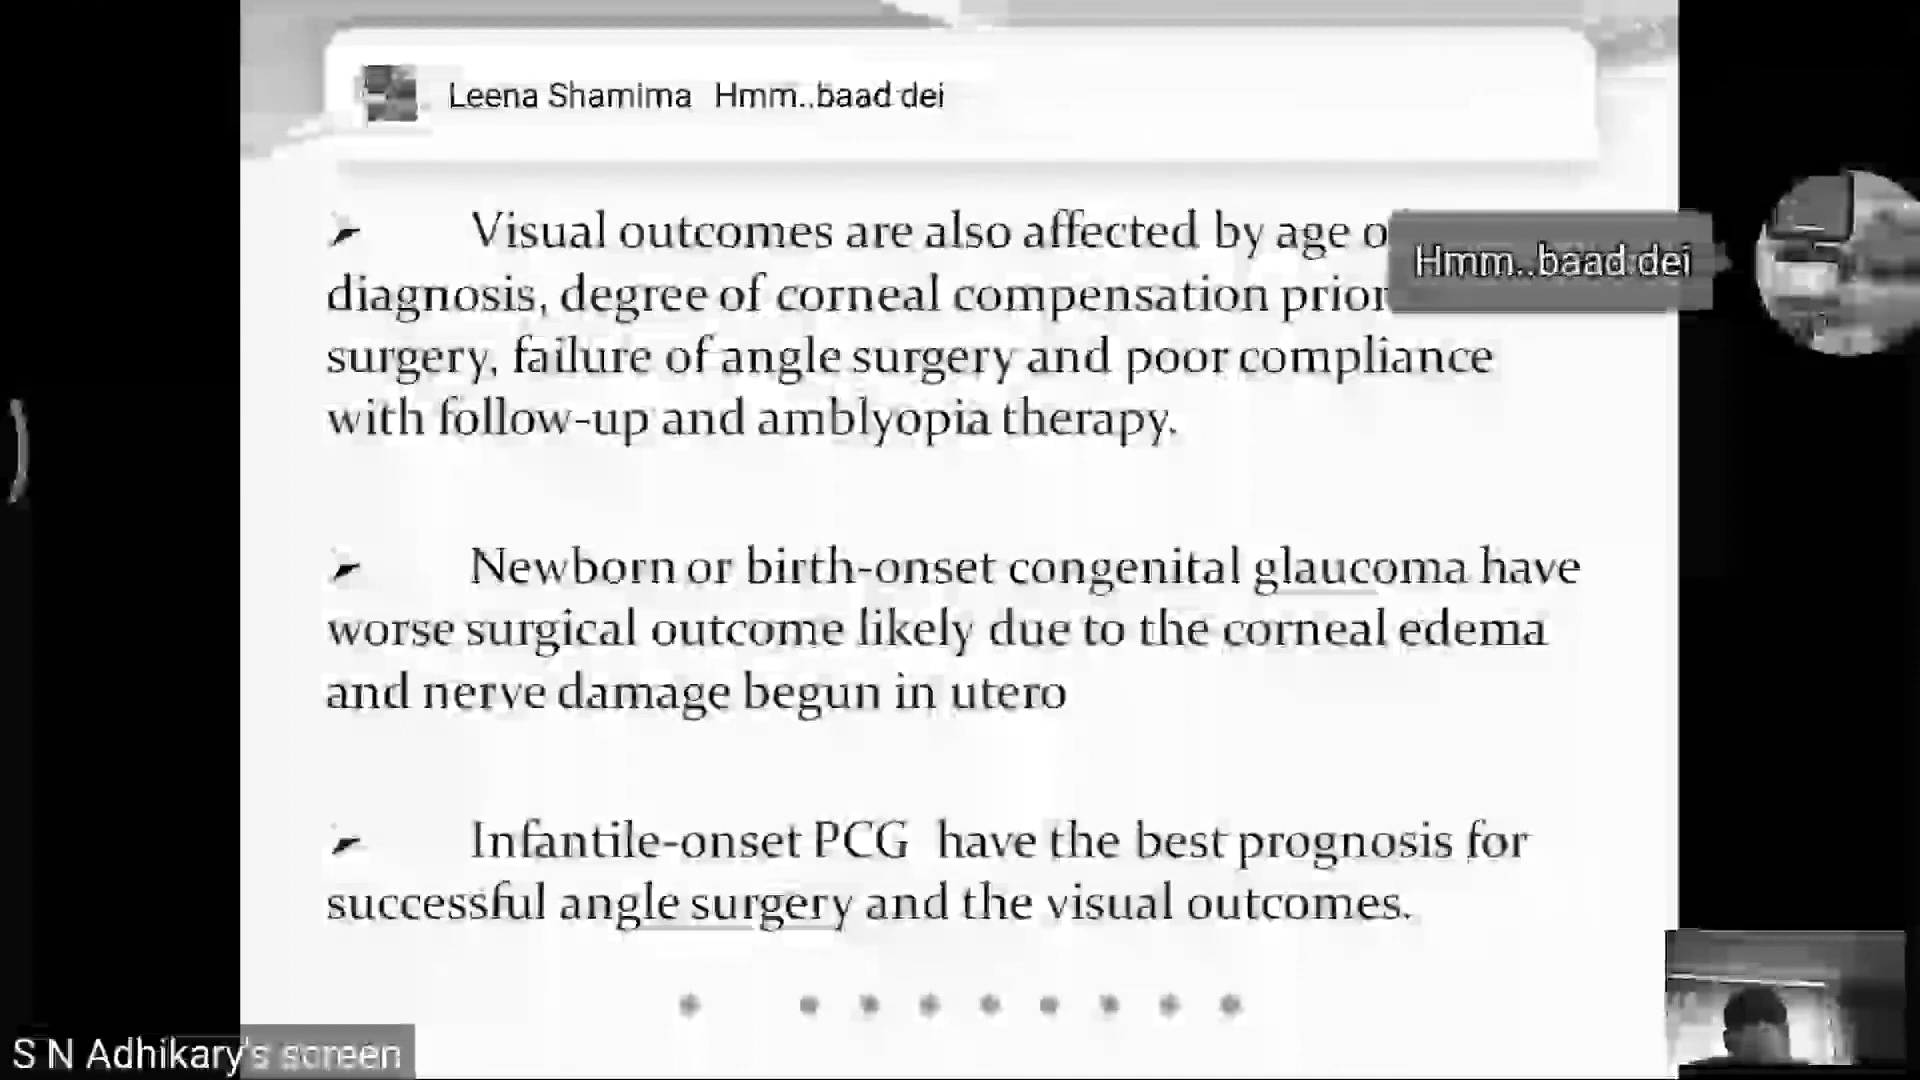 Leena Shamima Hmm..baad dei
➤ Visual outcomes are also affected by age
Hmm..baad dei
diagnosis, degree of corneal compensation prior
surgery, failure of angle surgery and poor compliance
with follow-up and amblyopia therapy.
➤ Newborn or birth-onset congenital glaucoma have
worse surgical outcome likely due to the corneal edema
and nerve damage begun in utero
➤ Infantile-onset PCG have the best prognosis for
successful angle surgery and the visual outcomes.
S N Adhikary's screen